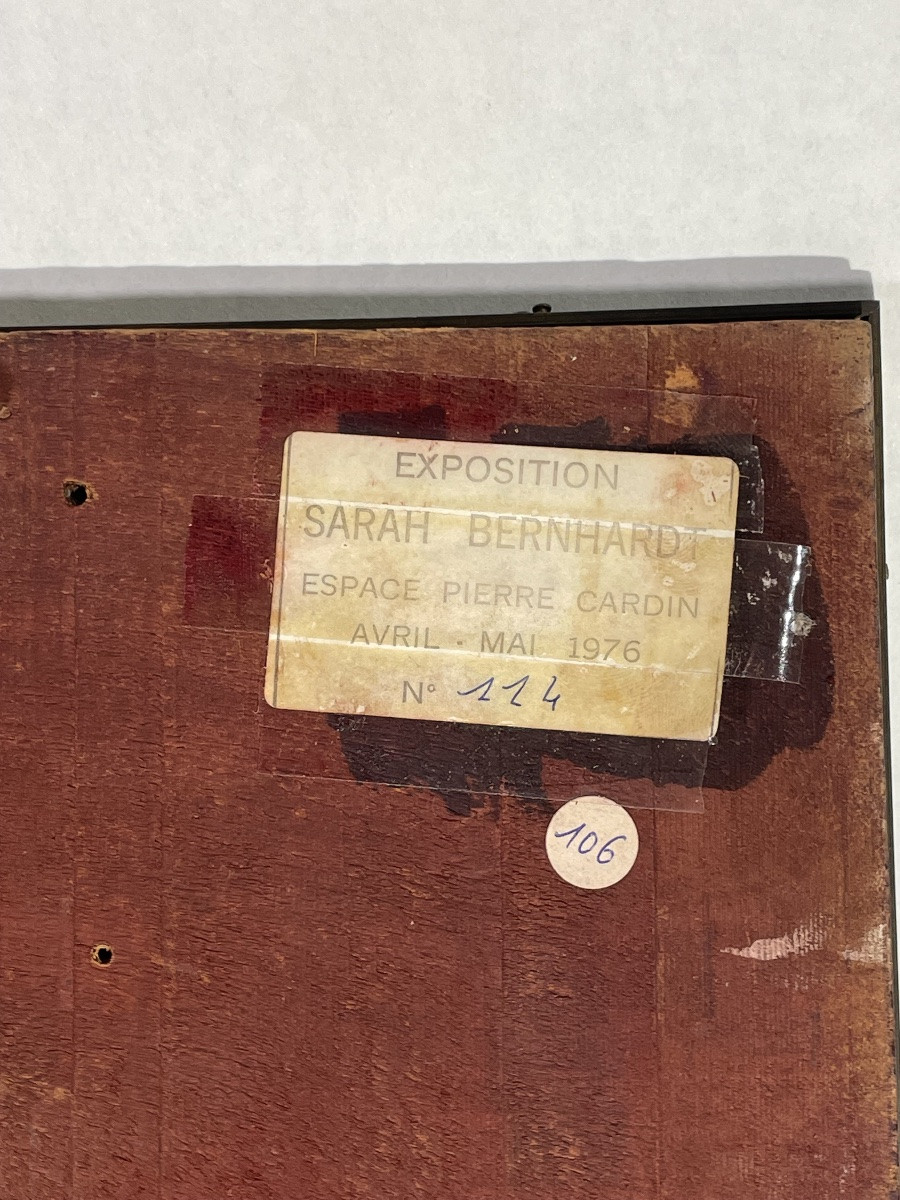 EXPOSITION
SARAH BERNHARDT
ESPACE PIERRE CARDIN
AVRIL - MAI 1976
N° 114
106